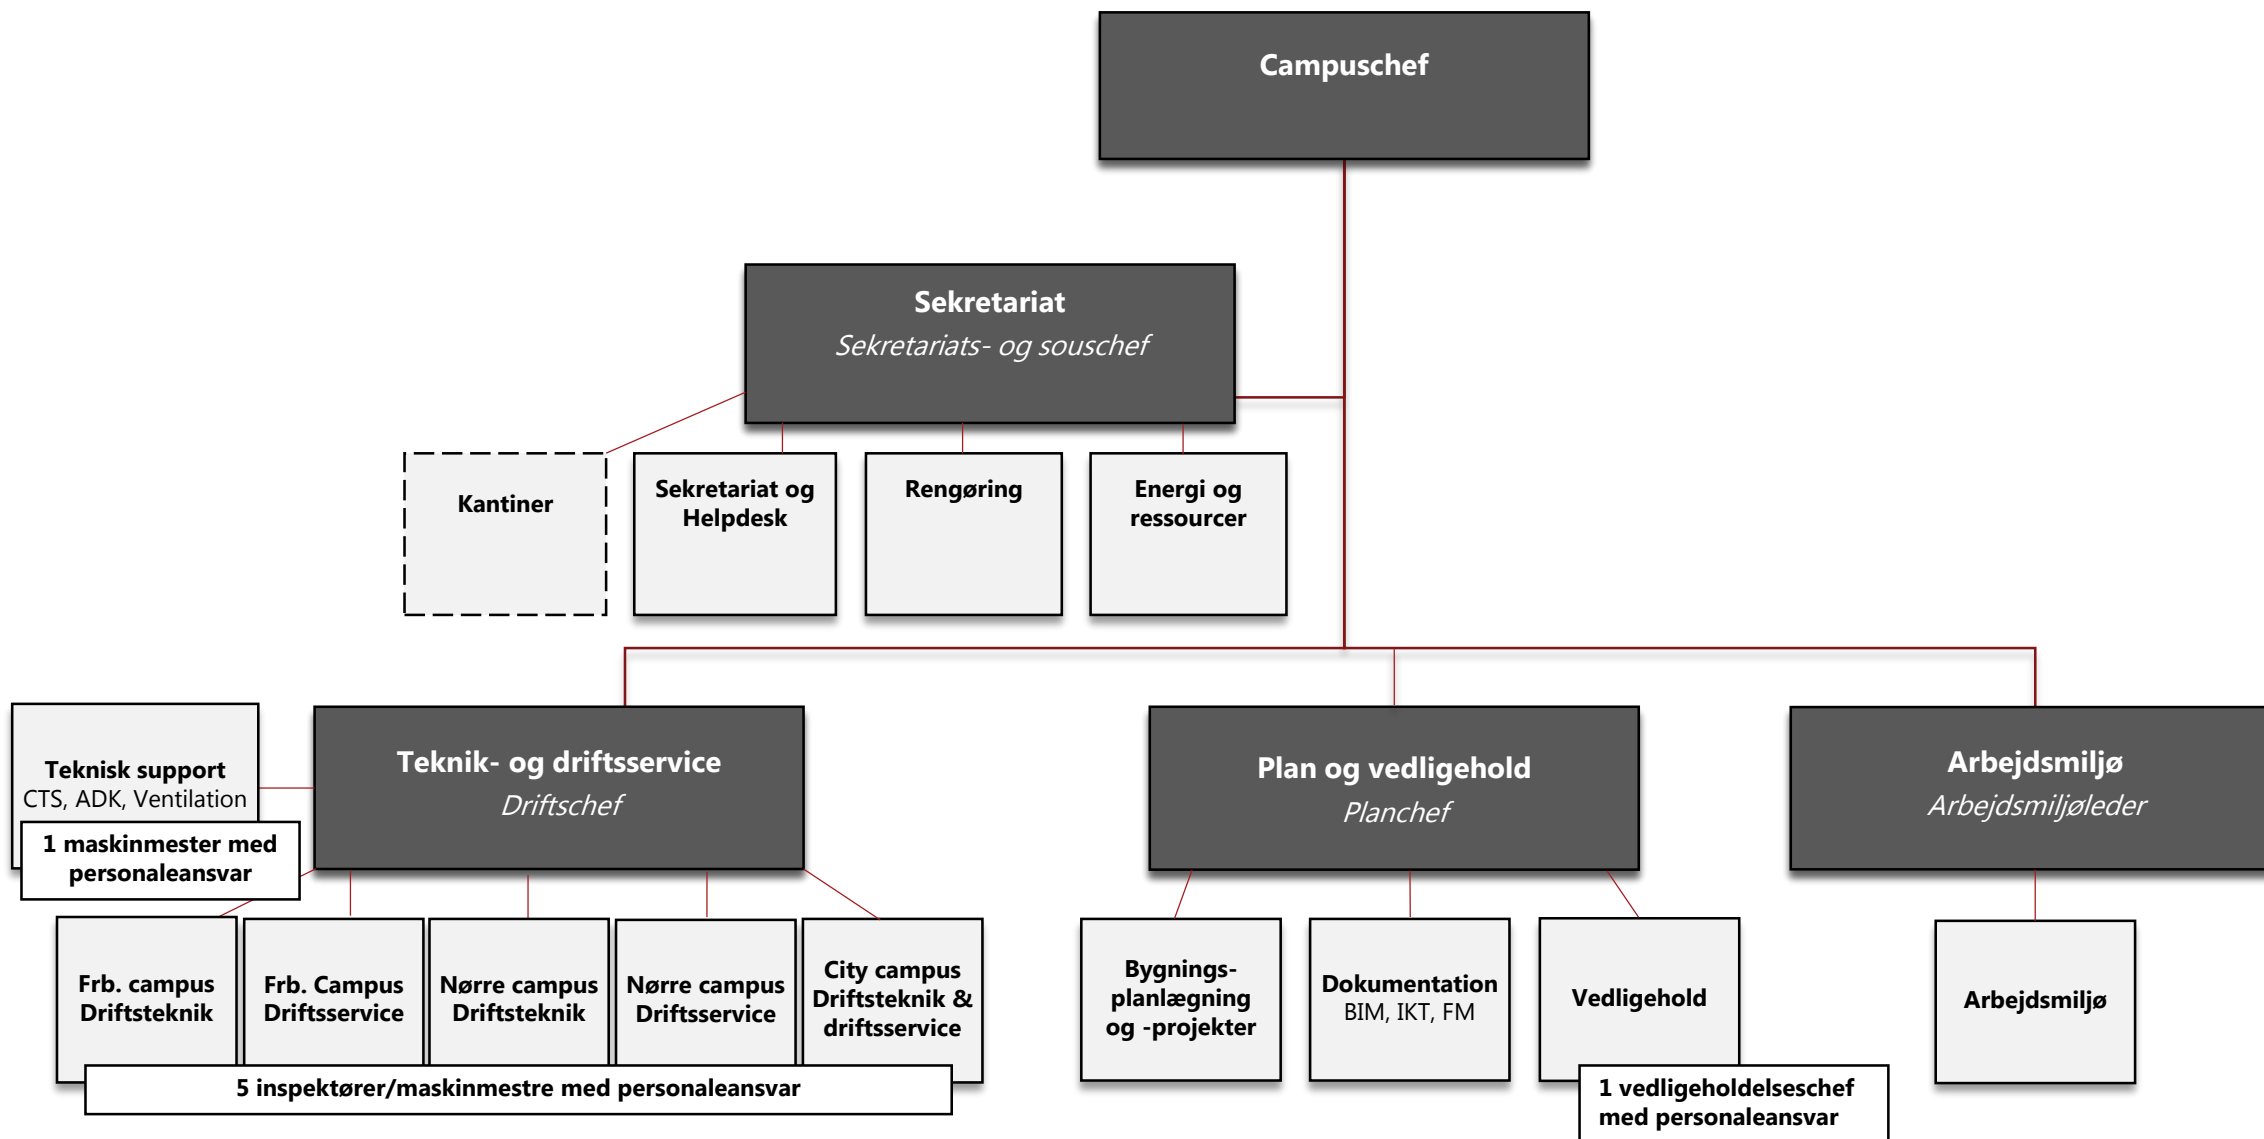 Campuschef
Sekretariat
Sekretariats- og souschef
Kantiner
Sekretariat og
Helpdesk
Rengøring
Energi og
ressourcer
Teknisk support
CTS, ADK, Ventilation
1 maskinmester med
personaleansvar
Teknik- og driftsservice
Driftschef
Plan og vedligehold
Planchef
Arbejdsmiljø
Arbejdsmiljøleder
Frb. campus
Driftsteknik
Frb. Campus
Driftsservice
Nørre campus
Driftsteknik
Nørre campus
Driftsservice
City campus
Driftsteknik &
driftsservice
5 inspektører/maskinmestre med personaleansvar
Bygnings-
planlægning
og -projekter
Dokumentation
BIM, IKT, FM
Vedligehold
1 vedligeholdelseschef
med personaleansvar
Arbejdsmiljø